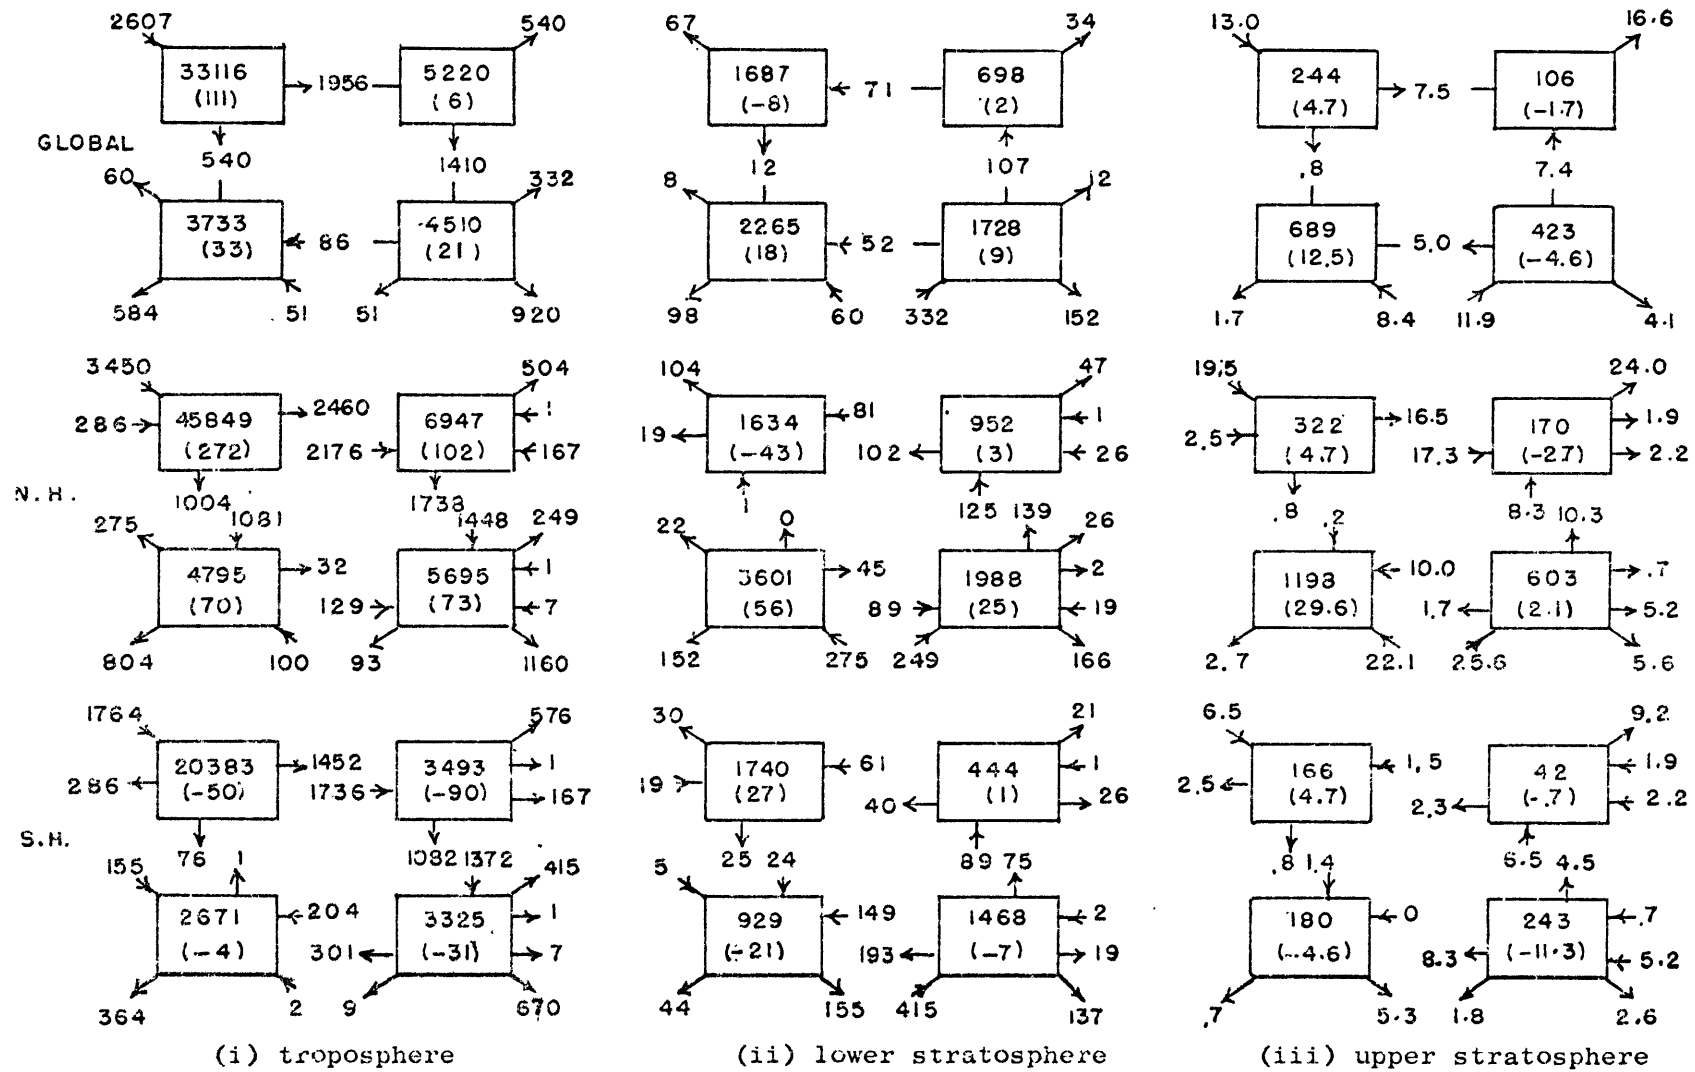 2607 540 67 34 13.0 16.6
33116 1956 5220 1687 71 698 244 7.5 106
(111) (6) (-8) (2) (4.7) (-1.7)
GLOBAL
540 1410 12 107 .8 7.4
60 332 8 12
3733 86 4510 2265 52 1728 689 5.0 423
(33) (21) (18) (9) (12.5) (-4.6)
584 51 51 920 98 60 332 152 1.7 8.4 11.9 4.1
3450 504 104 47 19.5 24.0
286 45849 2460 6947 1 1634 81 952 1 322 16.5 170 1.9
(272) 2176 (102) 167 19 (-43) 102 (3) 26 2.5 (4.7) 17.3 (-2.7) 2.2
N.H.
1004 1738 1 125 139 .8 8.3 10.3
275 1081 1448 249 22 0 26 .2
4795 32 5695 1 3601 45 1988 2 1193 10.0 603 .7
(70) 129 (73) 7 (56) 89 (25) 19 (29.6) 1.7 (2.1) 5.2
804 100 93 1160 152 275 249 166 2.7 22.1 25.6 5.6
1764 576 30 21 6.5 9.2
20383 1452 3493 1 1740 61 444 1 166 1.5 42 1.9
286 (-50) 1736 (-90) 167 19 (27) 40 (1) 26 2.5 (4.7) 2.3 (-.7) 2.2
S.H.
76 1 1082 1372 25 24 89 75 .8 1.4 6.5 4.5
155 415 5
2671 204 3325 1 929 149 1468 2 180 0 243 .7
(-4) 301 (-31) 7 (-21) 193 (-7) 19 (-4.6) 8.3 (-11.3) 5.2
364 2 9 670 44 155 415 137 .7 5.3 1.8 2.6
(i) troposphere (ii) lower stratosphere (iii) upper stratosphere